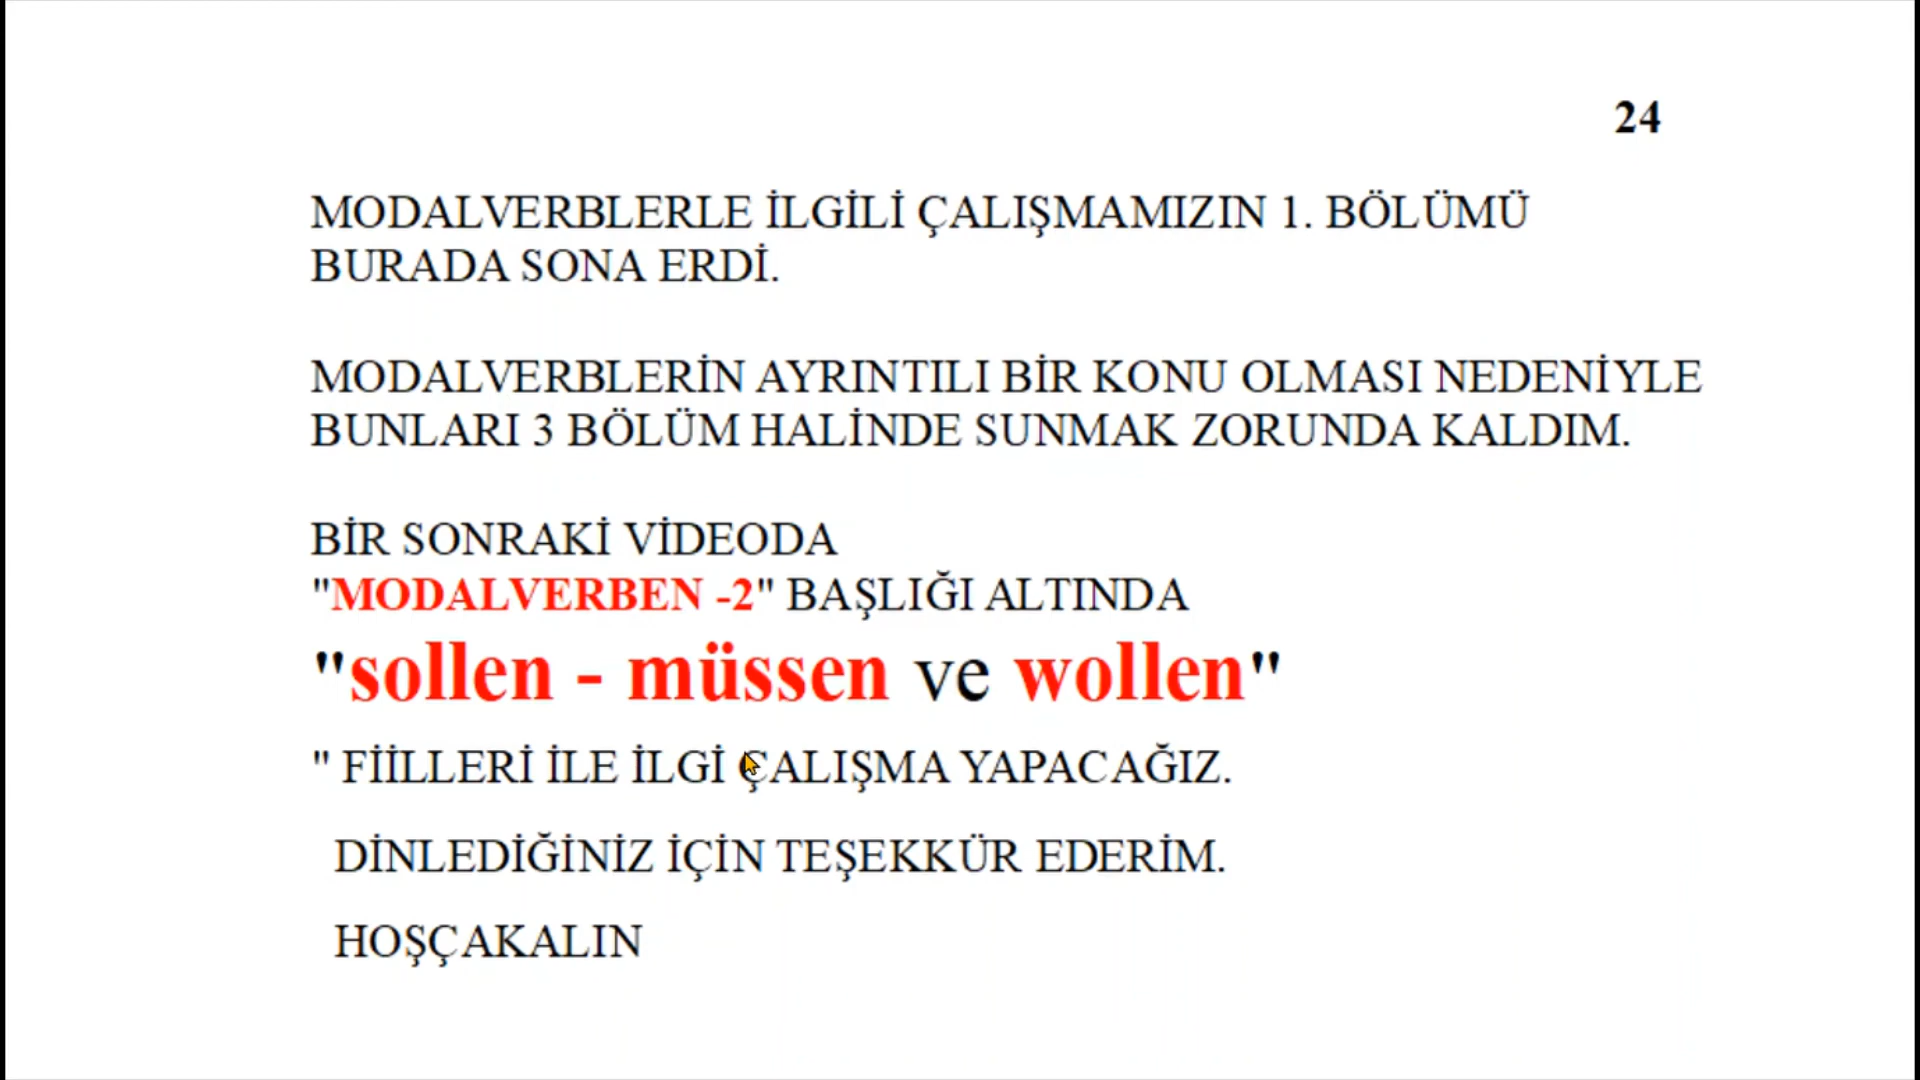 24
MODALVERBLERLE İLGİLİ ÇALIŞMAMIZIN 1. BÖLÜMÜ
BURADA SONA ERDİ.
MODALVERBLERİN AYRINTILI BİR KONU OLMASI NEDENİYLE
BUNLARI 3 BÖLÜM HALİNDE SUNMAK ZORUNDA KALDIM.
BİR SONRAKİ VİDEODA
"MODALVERBEN -2" BAŞLIĞI ALTINDA
"sollen - müssen ve wollen"
" FİİLLERİ İLE İLGİ ÇALIŞMA YAPACAĞIZ.
DİNLEDİĞİNİZ İÇİN TEŞEKKÜR EDERİM.
HOŞÇAKALIN